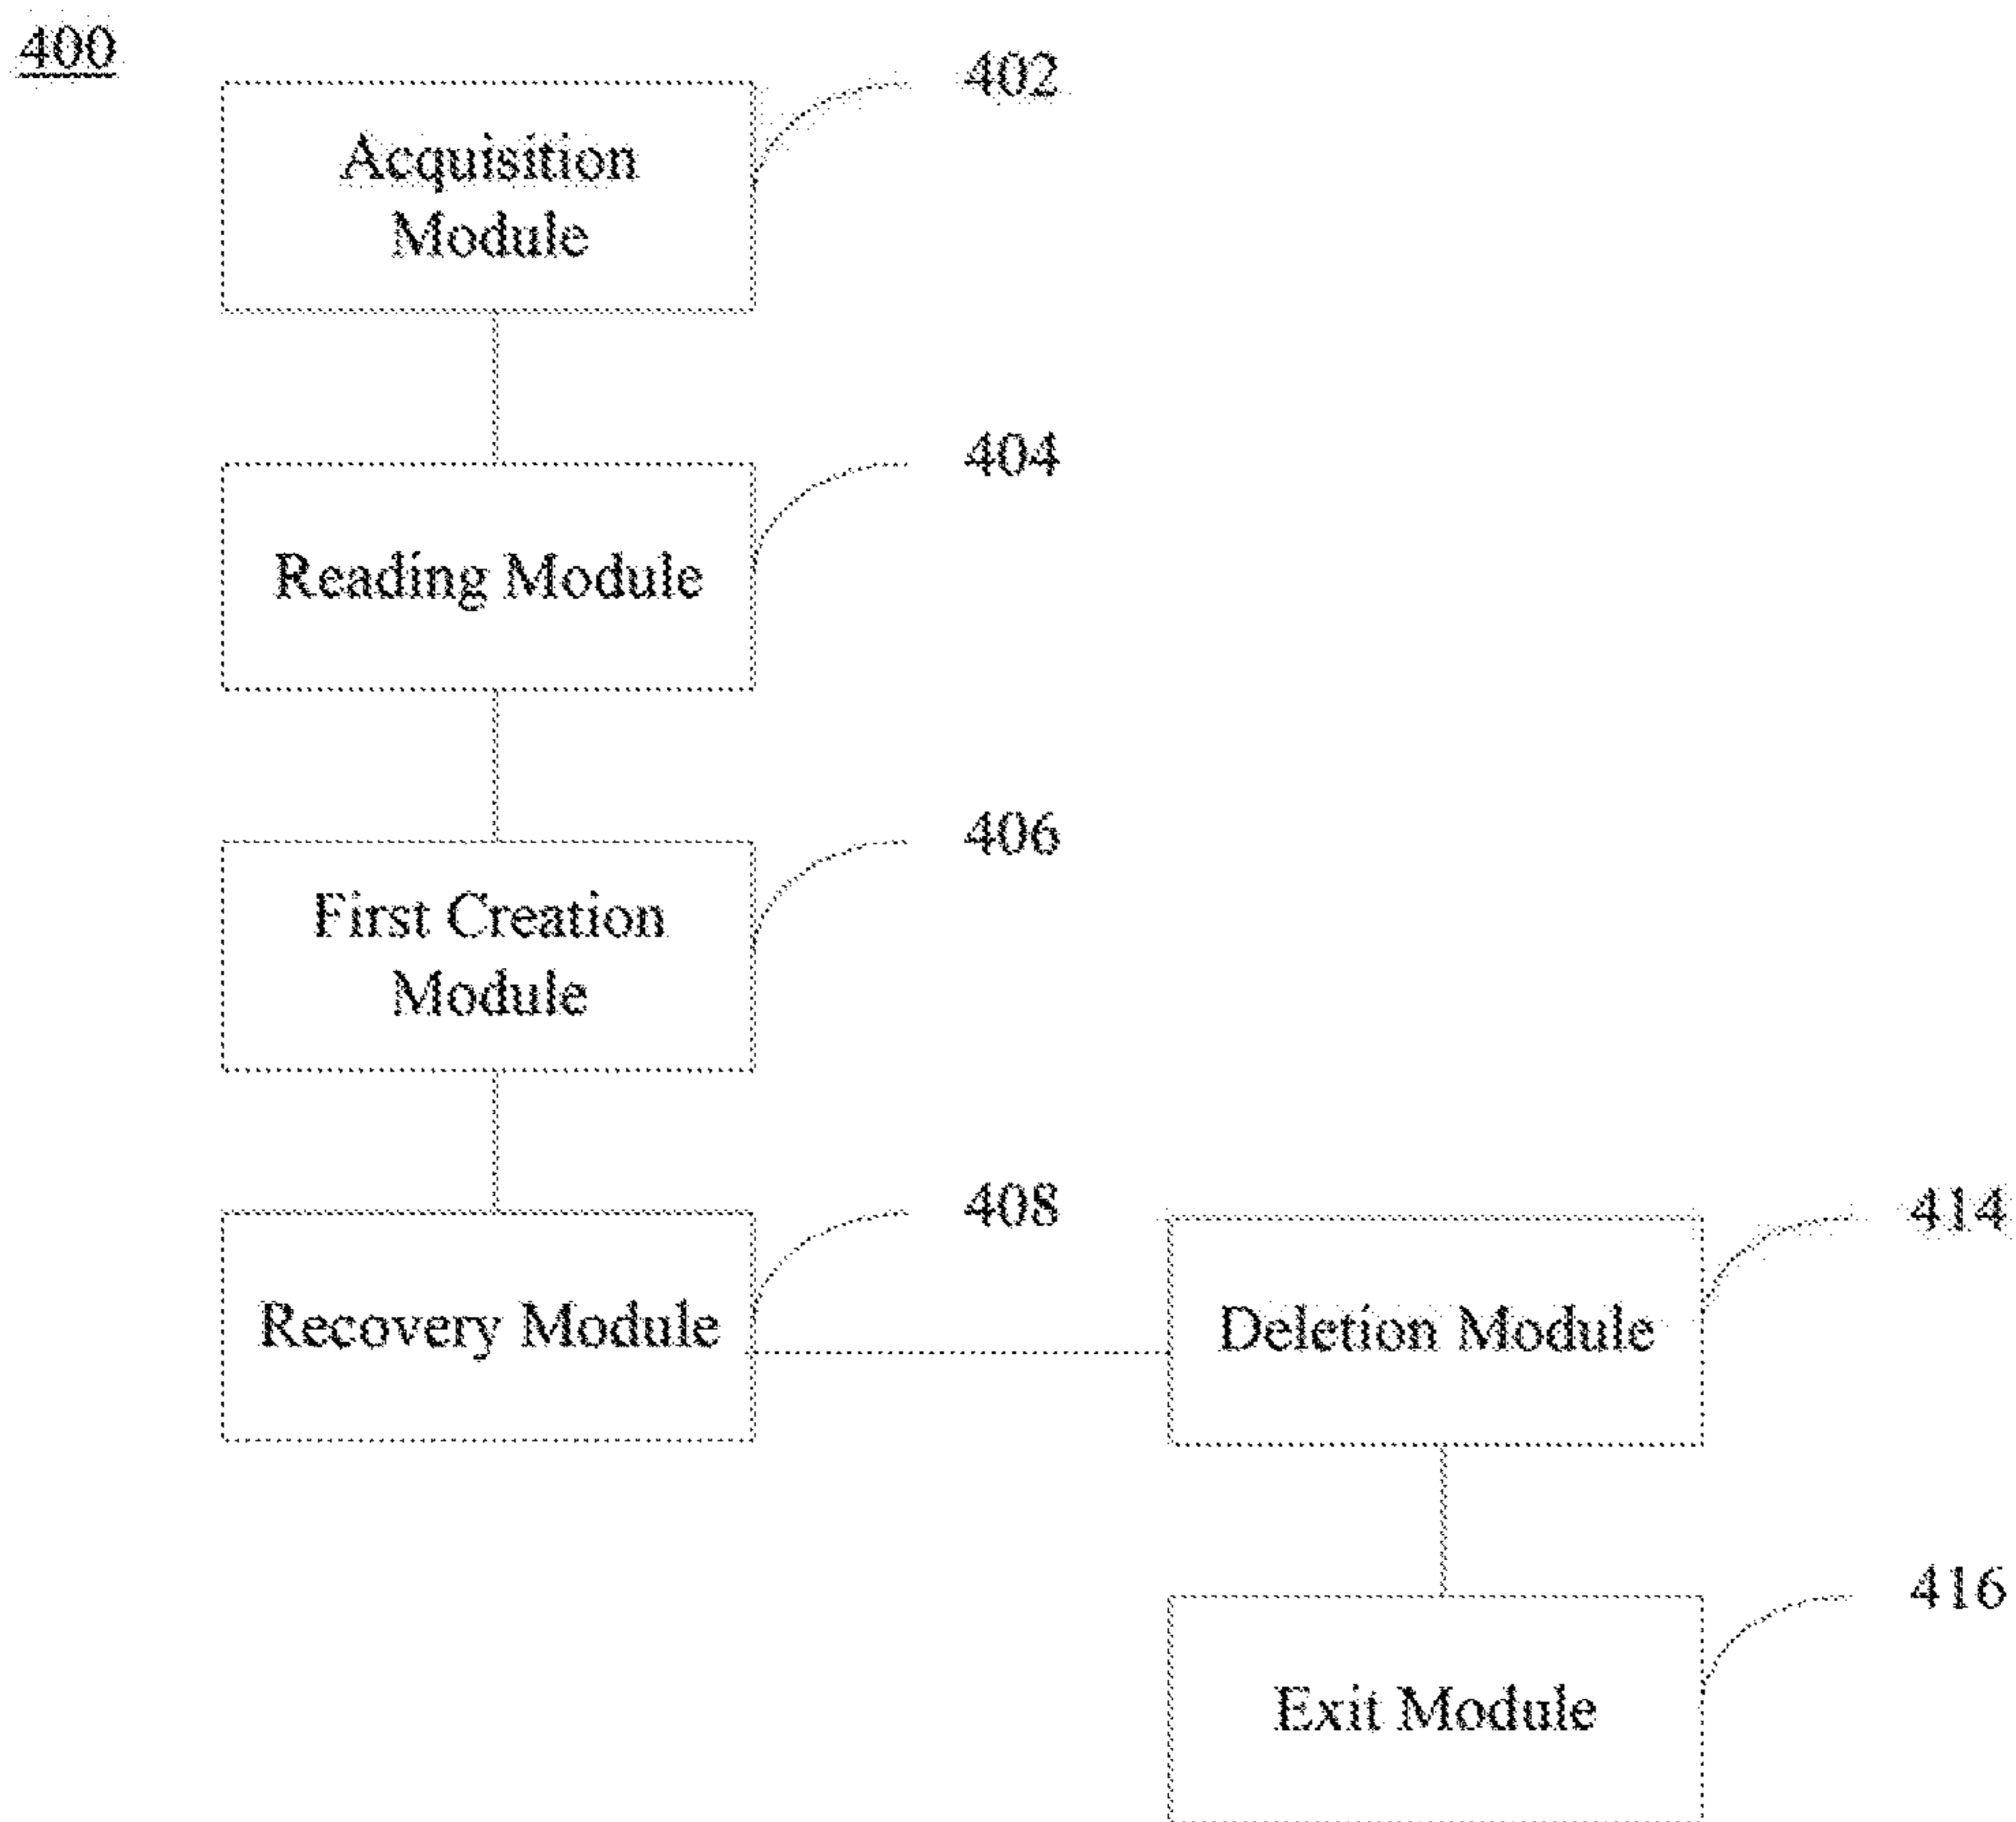 400
402
Acquisition
Module
404
Reading Module
406
First Creation
Module
408
Recovery Module
414
Deletion Module
416
Exit Module